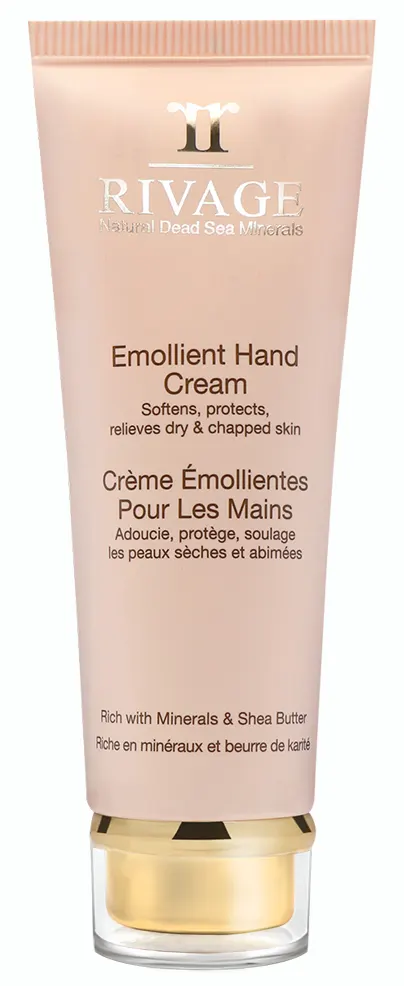 RIVAGE
Natural Dead Sea Minerals
Emollient Hand
Cream
Softens, protects,
relieves dry & chapped skin
Crème Émollientes
Pour Les Mains
Adoucie, protège, soulage
les peaux sèches et abimées
Rich with Minerals & Shea Butter
Riche en minéraux et beurre de karité